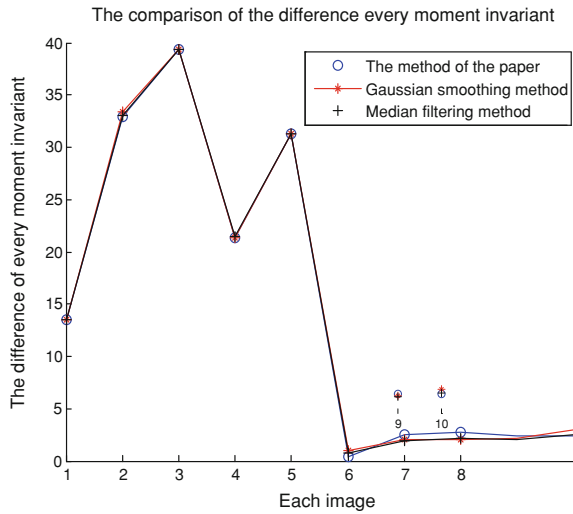 The comparison of the difference every moment invariant
The difference of every moment invariant
40
35
30
25
20
15
10
5
0
The method of the paper
Gaussian smoothing method
Median filtering method
9 10
1 2 3 4 5 6 7 8
Each image